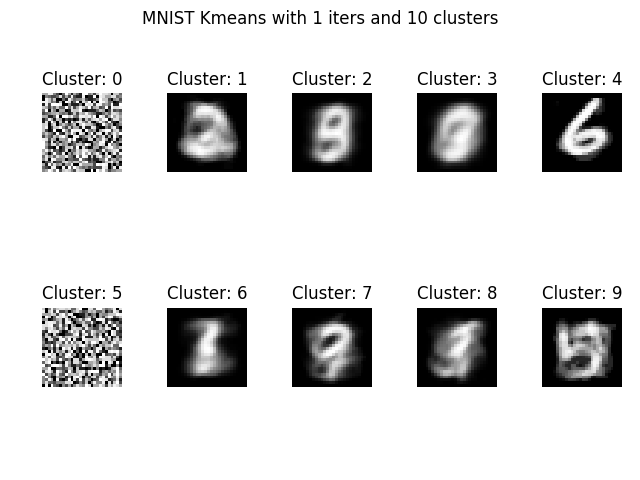 MNIST Kmeans with 1 iters and 10 clusters
Cluster: 0 Cluster: 1 Cluster: 2 Cluster: 3 Cluster: 4
6
Cluster: 5 Cluster: 6 Cluster: 7 Cluster: 8 Cluster: 9